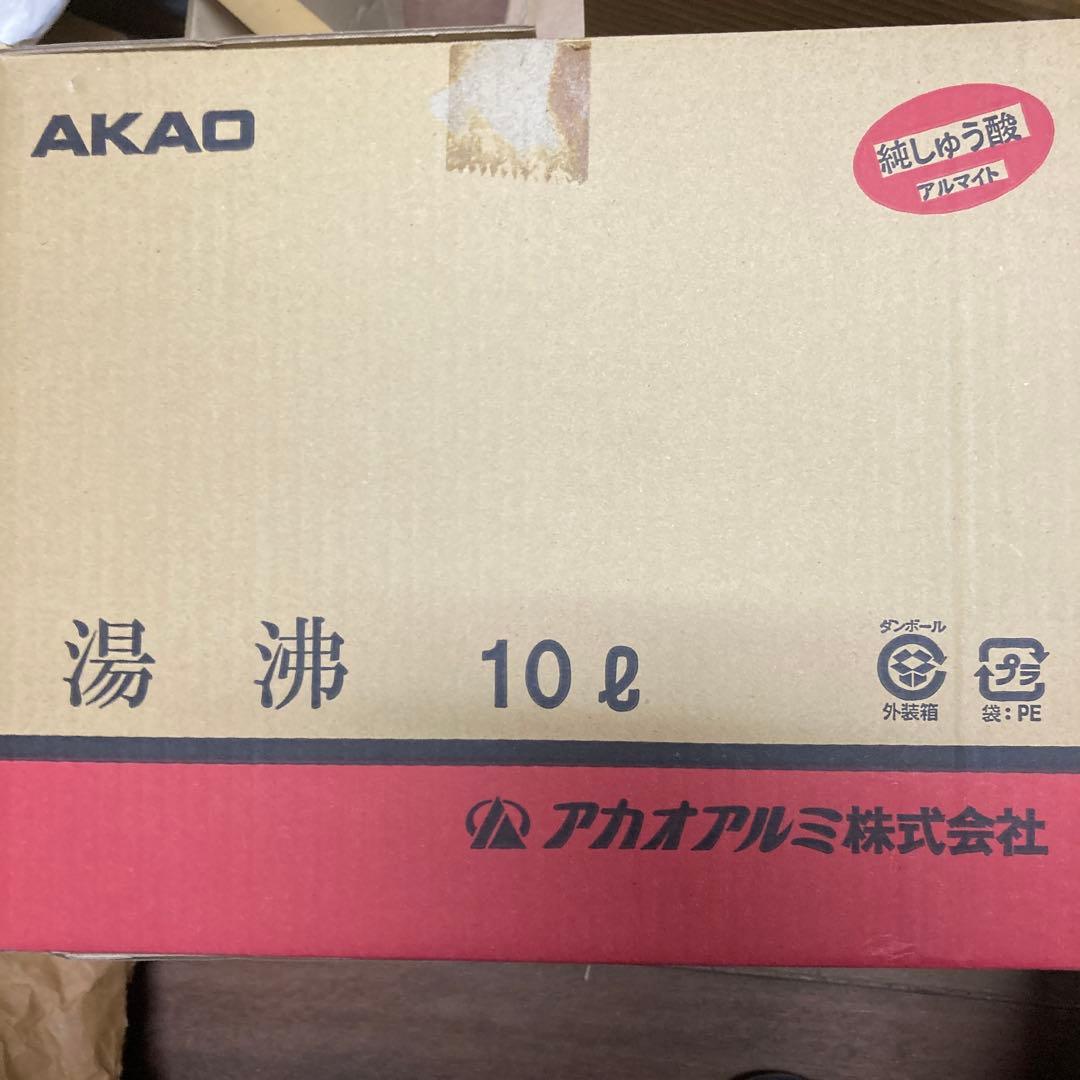 AKAO
純しゅう酸
アルマイト
湯沸 10ℓ
ダンボール
外装箱
プラ
袋:PE
アカオアルミ株式会社